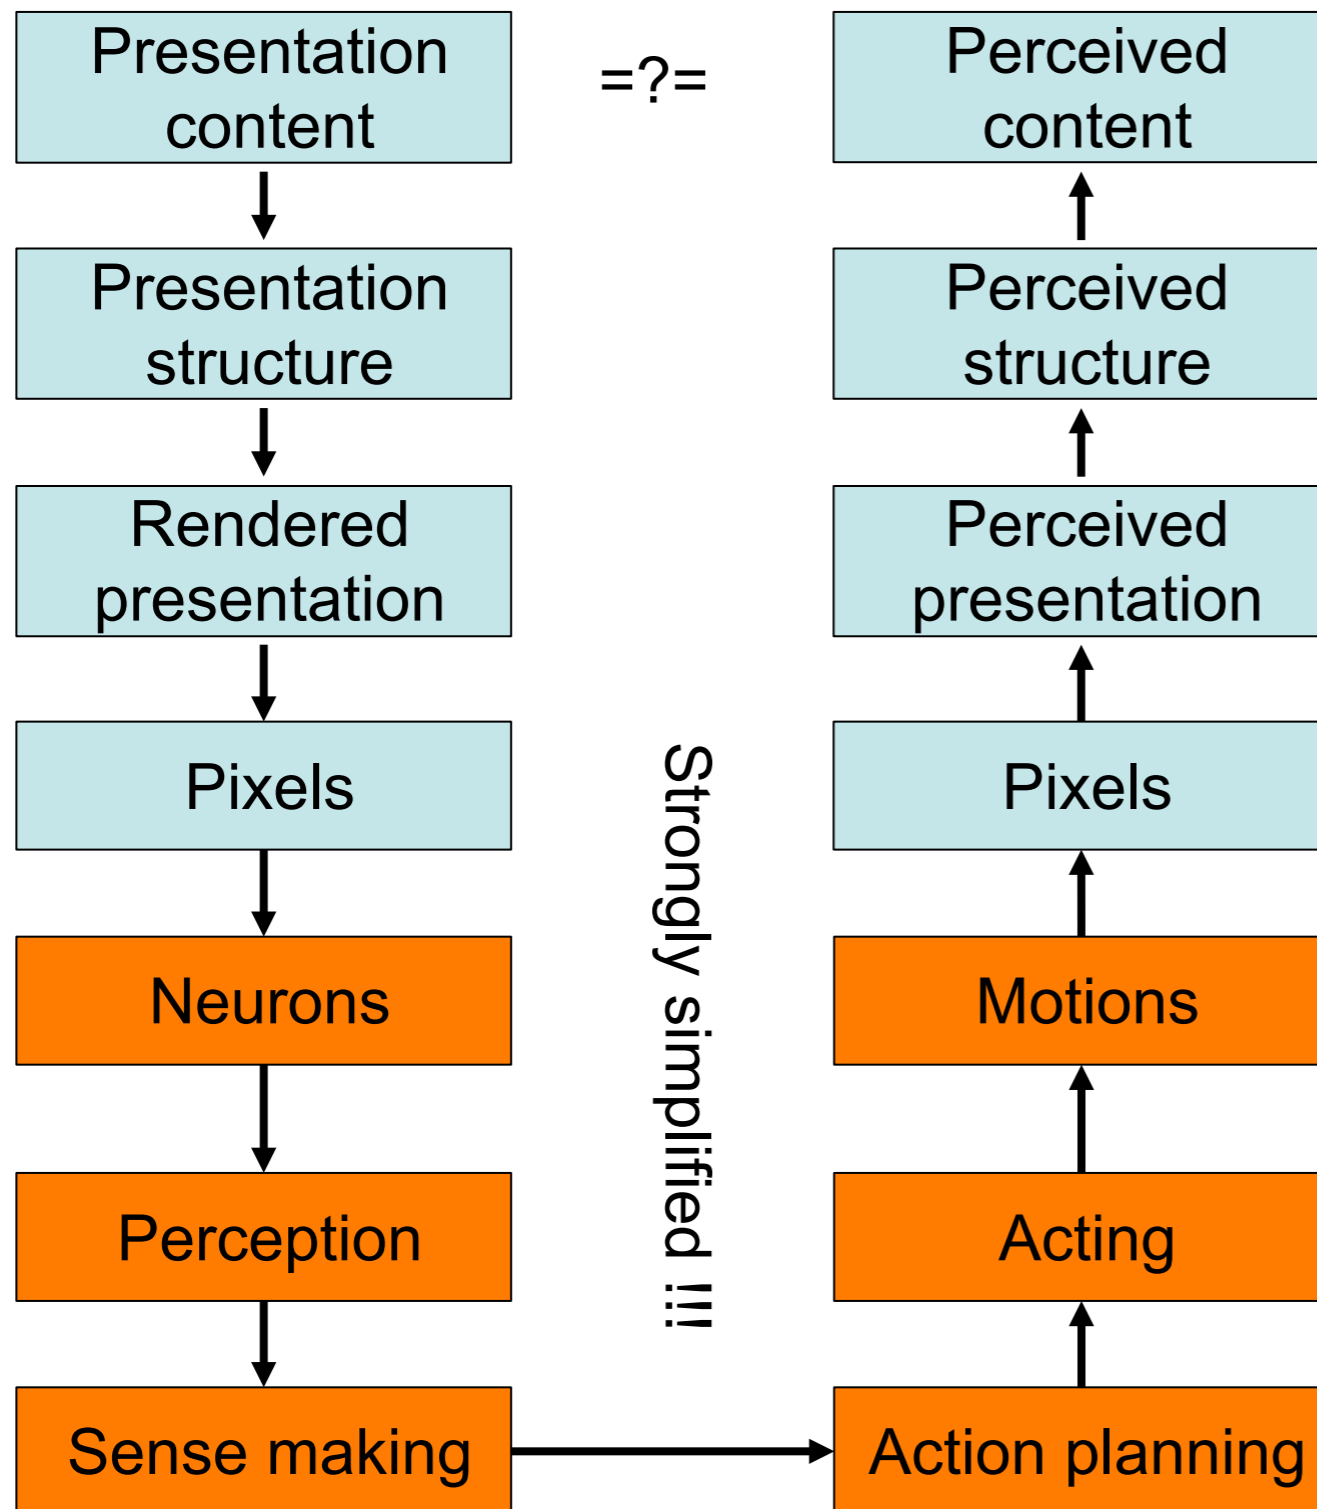 Presentation
content
=?=
Perceived
content
Presentation
structure
Perceived
structure
Rendered
presentation
Perceived
presentation
Pixels
Pixels
Strongly simplified !!!
Neurons
Motions
Perception
Acting
Sense making
Action planning